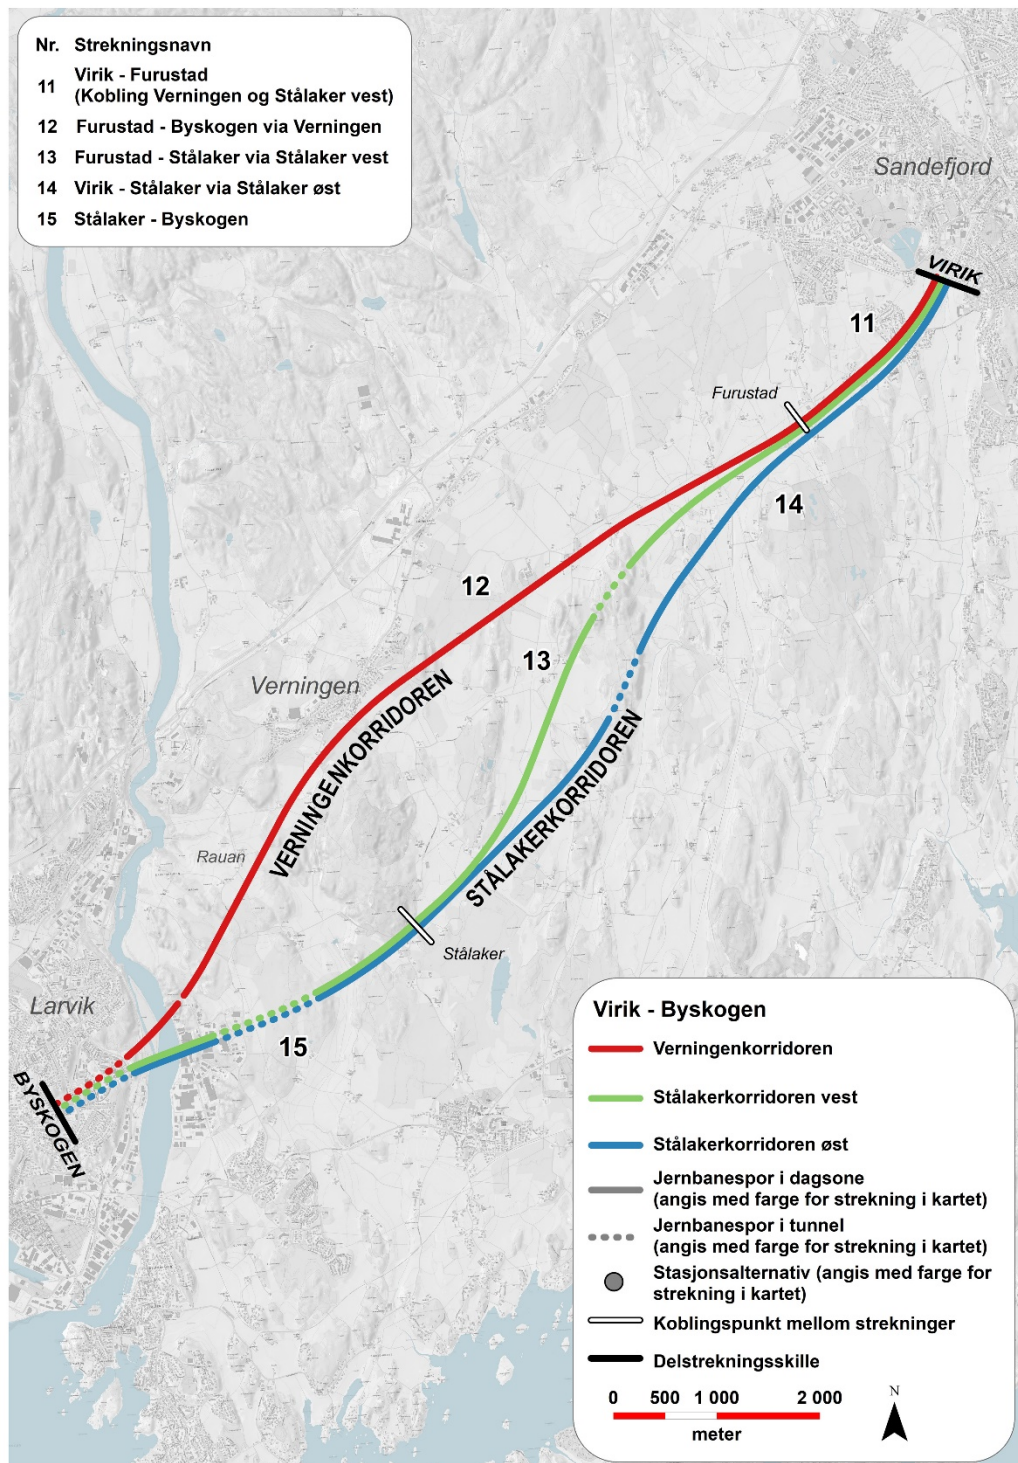 Nr. Strekningsnavn
11 Virik - Furustad
(Kobling Verningen og Stålaker vest)
12 Furustad - Byskogen via Verningen
13 Furustad - Stålaker via Stålaker vest
14 Virik - Stålaker via Stålaker øst
15 Stålaker - Byskogen
Sandefjord
VIRIK
11
Furustad
14
12
13
Verningen
VERNINGENKORRIDOREN
STÅLAKERKORRIDOREN
Rauan
Stålaker
Larvik
15
BYSKOGEN
Virik - Byskogen
Verningenkorridoren
Stålakerkorridoren vest
Stålakerkorridoren øst
Jernbanespor i dagsone
(angis med farge for strekning i kartet)
Jernbanespor i tunnel
(angis med farge for strekning i kartet)
Stasjonsalternativ (angis med farge for
strekning i kartet)
Koblingspunkt mellom strekninger
Delstrekningsskille
0 500 1 000 2 000
meter
N